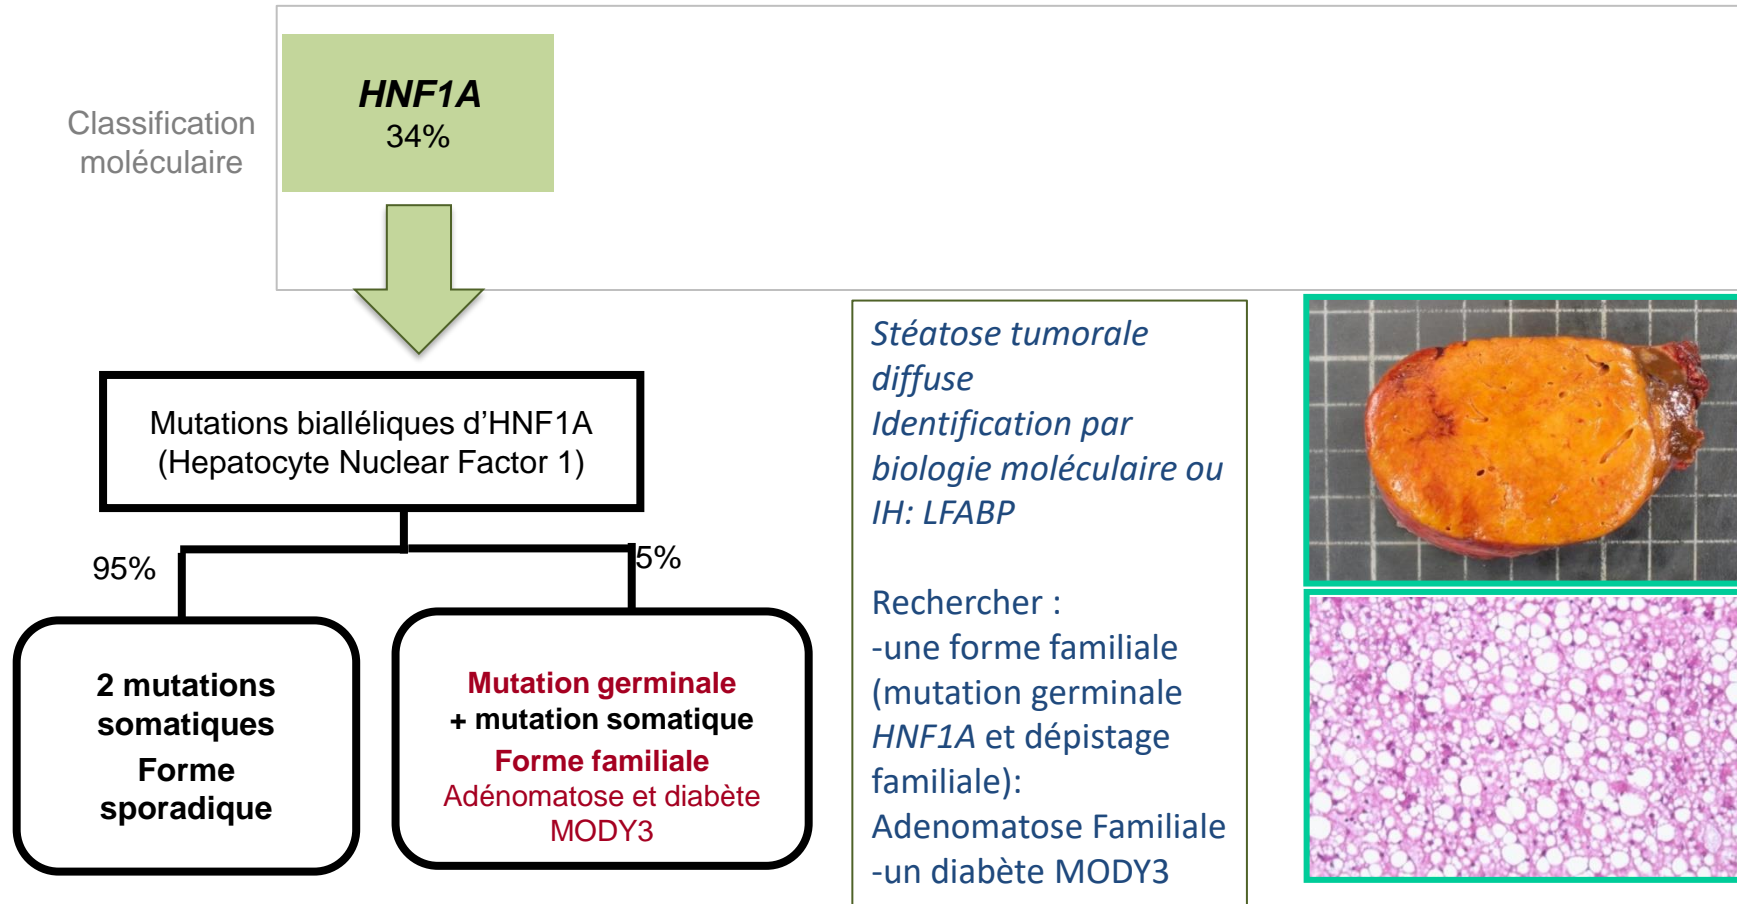 Classification
moléculaire
HNF1A
34%
Mutations bialléliques d’HNF1A
(Hepatocyte Nuclear Factor 1)
95%
5%
2 mutations
somatiques
Forme
sporadique
Mutation germinale
+ mutation somatique
Forme familiale
Adénomatose et diabète
MODY3
Stéatose tumorale
diffuse
Identification par
biologie moléculaire ou
IH: LFABP
Rechercher :
-une forme familiale
(mutation germinale
HNF1A et dépistage
familiale):
Adenomatose Familiale
-un diabète MODY3